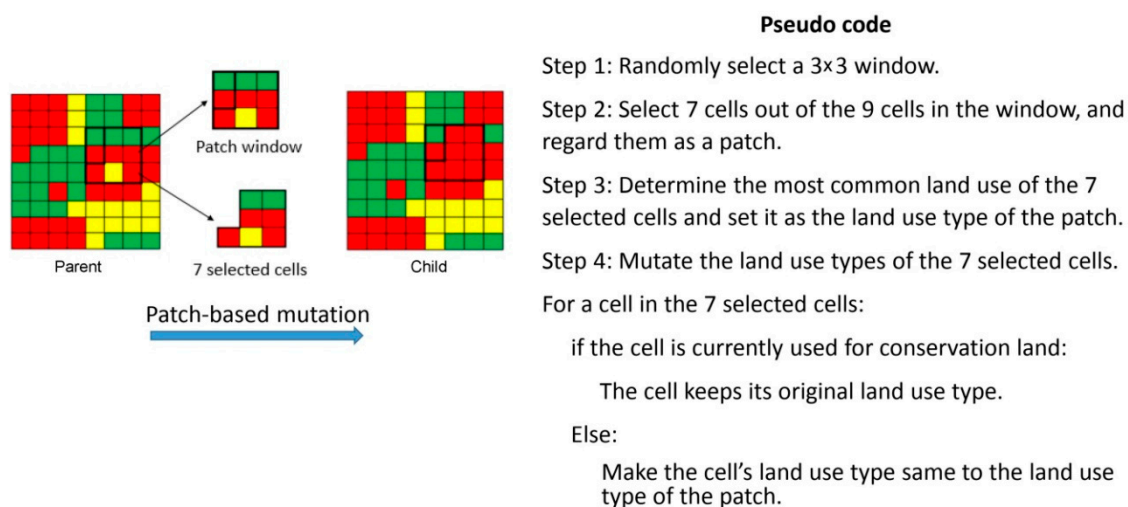 Patch window
Parent
7 selected cells
Child
Patch-based mutation
Pseudo code
Step 1: Randomly select a 3×3 window.
Step 2: Select 7 cells out of the 9 cells in the window, and
regard them as a patch.
Step 3: Determine the most common land use of the 7
selected cells and set it as the land use type of the patch.
Step 4: Mutate the land use types of the 7 selected cells.
For a cell in the 7 selected cells:
if the cell is currently used for conservation land:
The cell keeps its original land use type.
Else:
Make the cell’s land use type same to the land use
type of the patch.